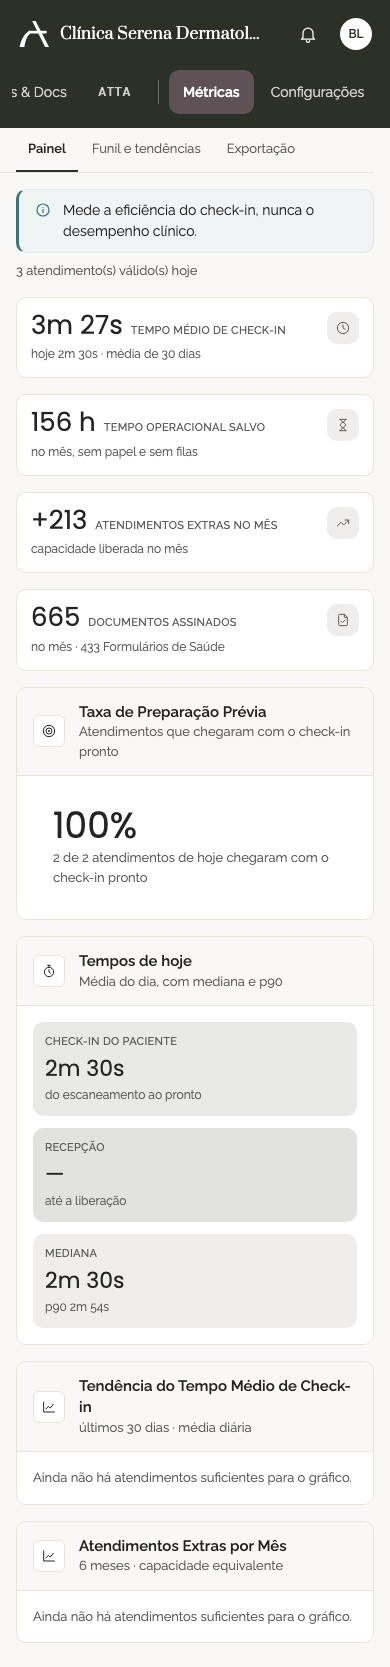 Clínica Serena Dermatol...
BL
s & Docs
ATTA
Métricas
Configurações
Painel
Funil e tendências
Exportação
Mede a eficiência do check-in, nunca o
desempenho clínico.
3 atendimento(s) válido(s) hoje
3m 27s TEMPO MÉDIO DE CHECK-IN
hoje 2m 30s · média de 30 dias
156 h TEMPO OPERACIONAL SALVO
no mês, sem papel e sem filas
+213 ATENDIMENTOS EXTRAS NO MÊS
capacidade liberada no mês
665 DOCUMENTOS ASSINADOS
no mês · 433 Formulários de Saúde
Taxa de Preparação Prévia
Atendimentos que chegaram com o check-in
pronto
100%
2 de 2 atendimentos de hoje chegaram com o
check-in pronto
Tempos de hoje
Média do dia, com mediana e p90
CHECK-IN DO PACIENTE
2m 30s
do escaneamento ao pronto
RECEPÇÃO
—
até a liberação
MEDIANA
2m 30s
p90 2m 54s
Tendência do Tempo Médio de Check-
in
últimos 30 dias · média diária
Ainda não há atendimentos suficientes para o gráfico.
Atendimentos Extras por Mês
6 meses · capacidade equivalente
Ainda não há atendimentos suficientes para o gráfico.